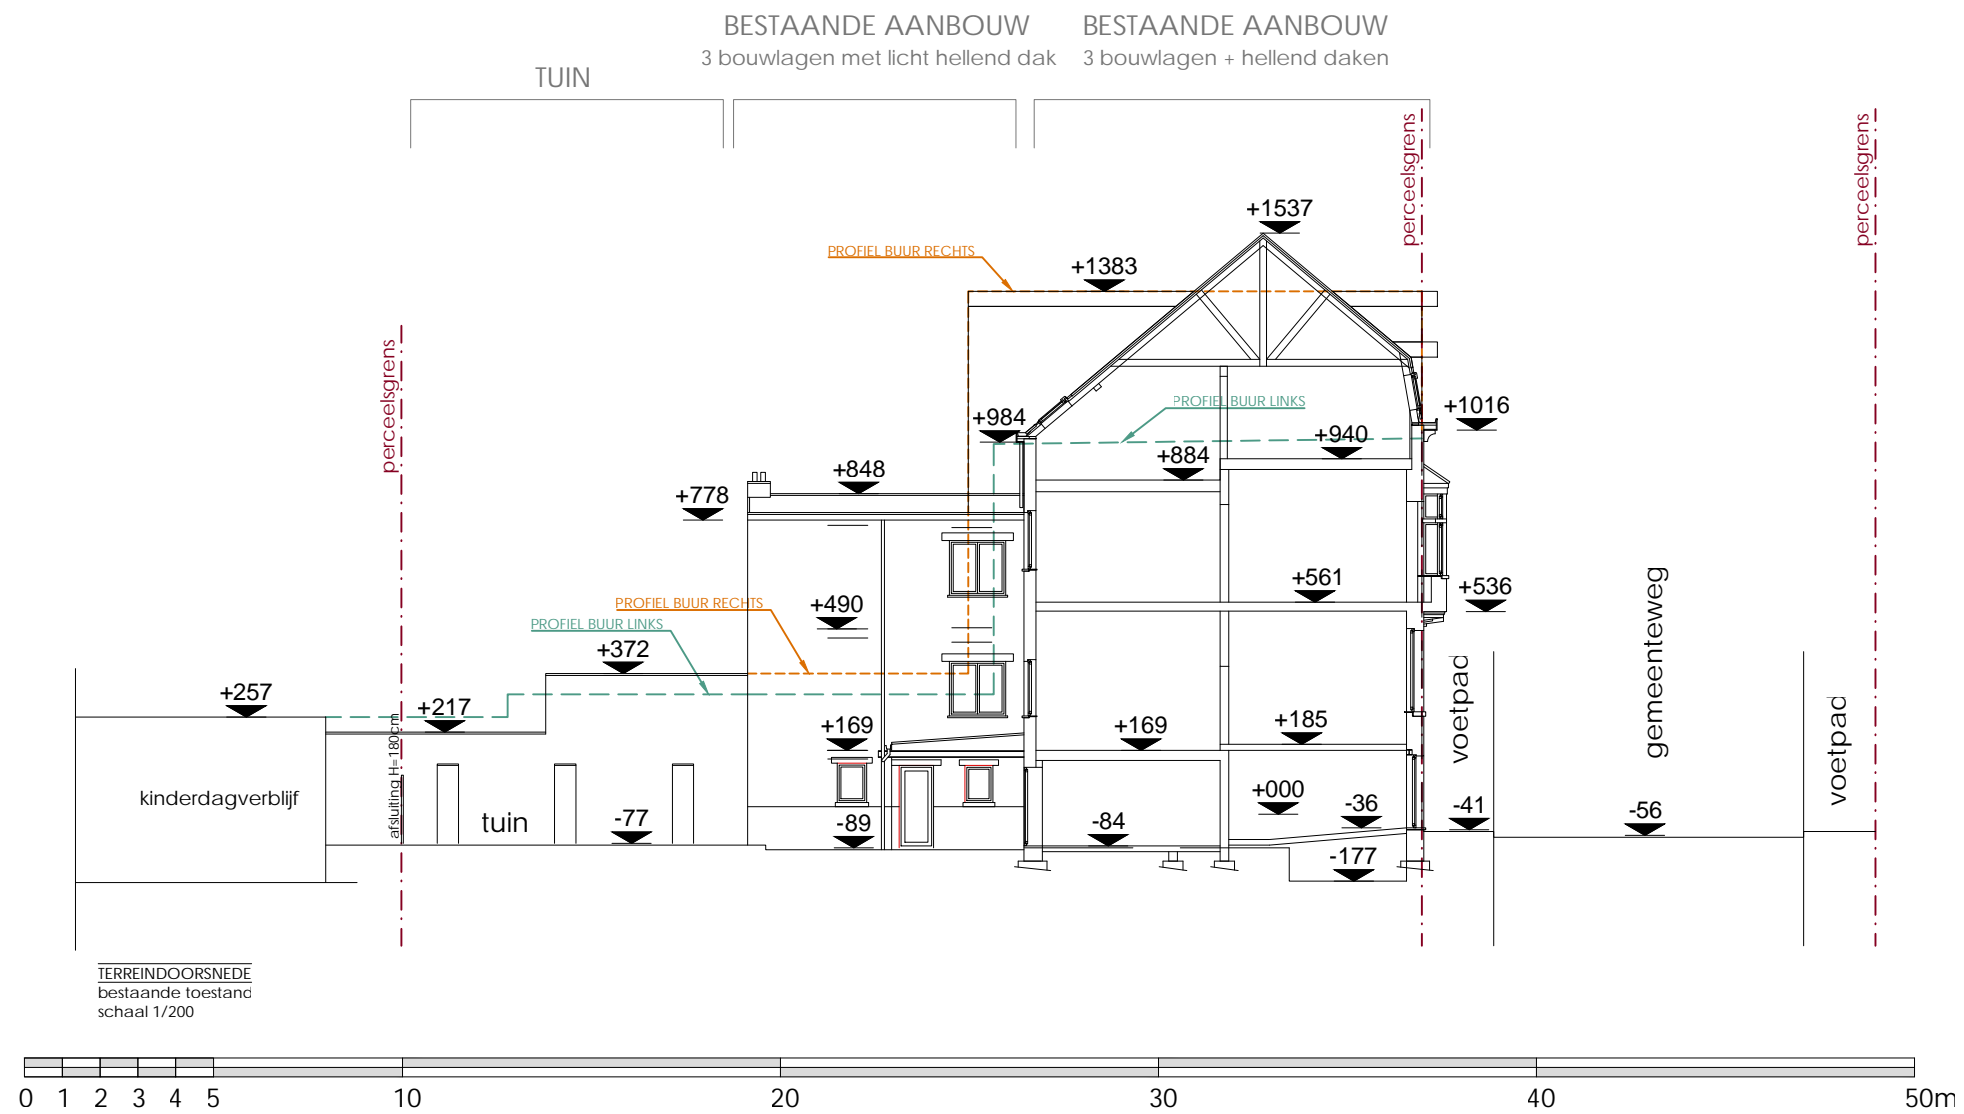 BESTAANDE AANBOUW
3 bouwlagen met licht hellend dak
BESTAANDE AANBOUW
3 bouwlagen + hellend daken
TUIN
perceelsgrens
perceelsgrens
perceelsgrens
+1537
PROFIEL BUUR RECHTS
+1383
PROFIEL BUUR LINKS
+984
+1016
+940
+884
+848
+778
+561
+536
PROFIEL BUUR RECHTS
+490
PROFIEL BUUR LINKS
+372
+257
+217
+169
+169
+185
voetpad
gemeenteweg
voetpad
afsluiting H=180cm
kinderdagverblijf
tuin
-77
-89
-84
+000
-36
-41
-56
-177
TERREINDOORSNEDE
bestaande toestand
schaal 1/200
0 1 2 3 4 5 10 20 30 40 50m